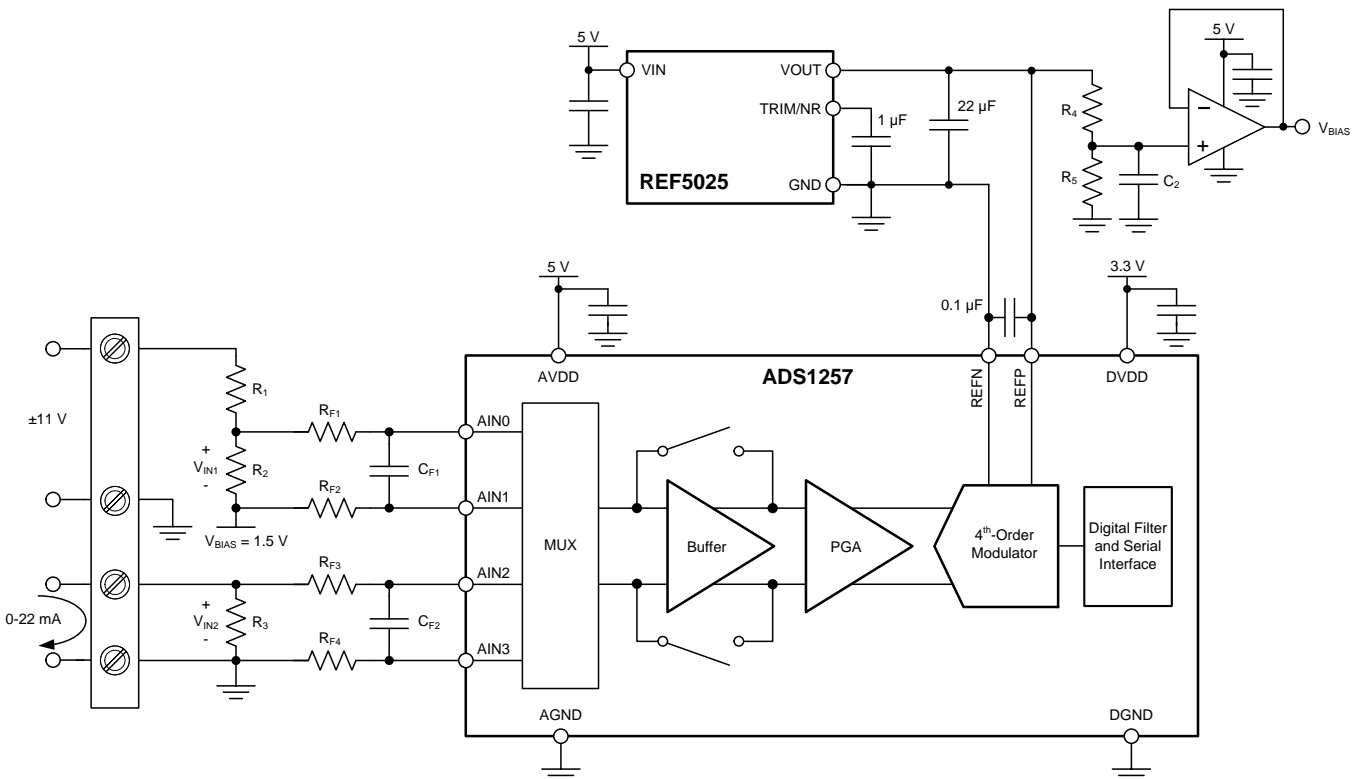 5 V
VIN
VOUT
TRIM/NR
GND
REF5025
1 µF
22 µF
R4
R5
C2
5 V
−
+
VBIAS
5 V
3.3 V
0.1 µF
AVDD
ADS1257
REFN
REFP
DVDD
±11 V
R1
+
VIN1
-
R2
VBIAS = 1.5 V
RF1
RF2
CF1
0-22 mA
+
VIN2
-
R3
RF3
RF4
CF2
AIN0
AIN1
AIN2
AIN3
MUX
Buffer
PGA
4th-Order
Modulator
Digital Filter
and Serial
Interface
AGND
DGND